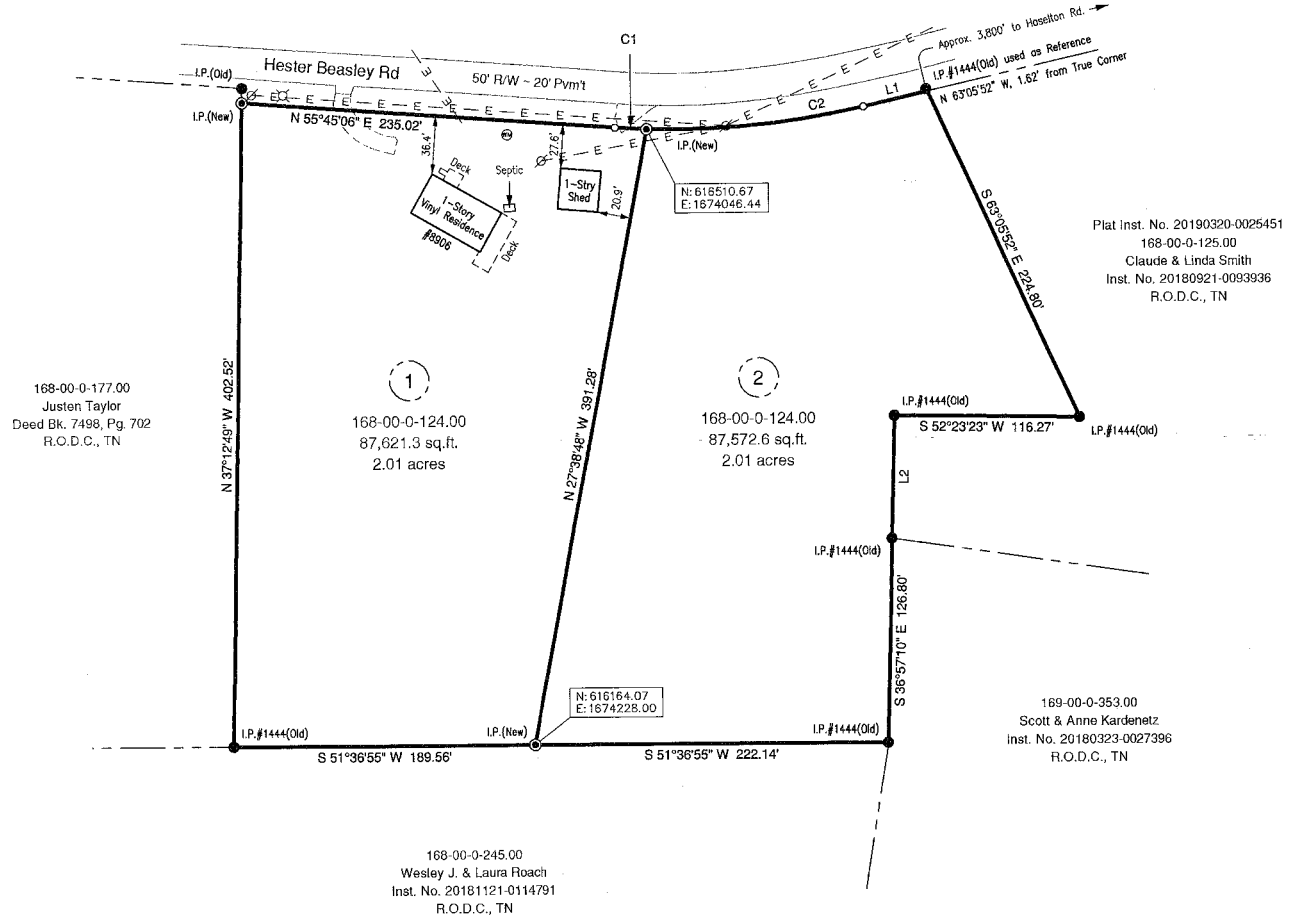 C1
Approx. 3,800' to Haselton Rd.
I.P.(Old)
Hester Beasley Rd
50' R/W ~ 20' Pvm't
I.P.#1444(Old) used as Reference
N 63°05'52" W, 1.62' from True Corner
L1
C2
I.P.(New)
N 55°45'06" E 235.02'
I.P.(New)
36.4'
27.6'
Deck
Septic
1-Stry
Shed
20.9'
1-Story
Vinyl Residence
#8906
Deck
N: 616510.67
E: 1674046.44
S 63°05'52" E 224.80'
Plat Inst. No. 20190320-0025451
168-00-0-125.00
Claude & Linda Smith
Inst. No. 20180921-0093936
R.O.D.C., TN
168-00-0-177.00
Justen Taylor
Deed Bk. 7498, Pg. 702
R.O.D.C., TN
N 37°12'49" W 402.52'
1
168-00-0-124.00
87,621.3 sq.ft.
2.01 acres
N 27°38'48" W 391.28'
2
168-00-0-124.00
87,572.6 sq.ft.
2.01 acres
I.P.#1444(Old)
S 52°23'23" W 116.27'
I.P.#1444(Old)
L2
I.P.#1444(Old)
S 36°57'10" E 126.80'
N: 616164.07
E: 1674228.00
I.P.#1444(Old)
I.P.(New)
I.P.#1444(Old)
S 51°36'55" W 189.56'
S 51°36'55" W 222.14'
169-00-0-353.00
Scott & Anne Kardenetz
Inst. No. 20180323-0027396
R.O.D.C., TN
168-00-0-245.00
Wesley J. & Laura Roach
Inst. No. 20181121-0114791
R.O.D.C., TN